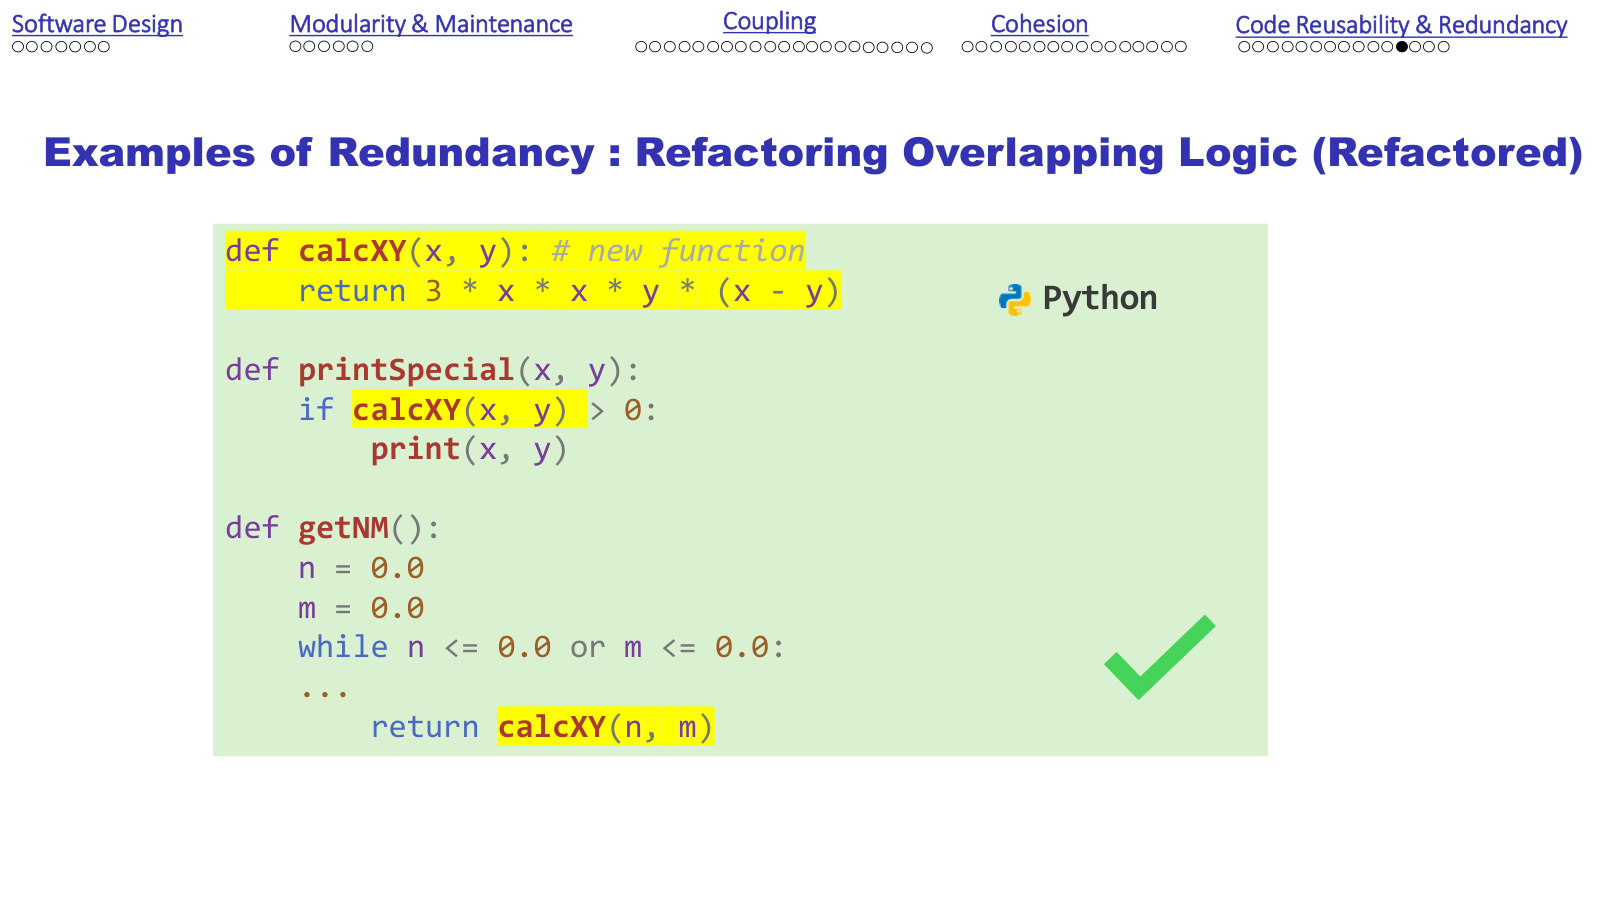 Software Design
Modularity & Maintenance
Coupling
Cohesion
Code Reusability & Redundancy
Examples of Redundancy : Refactoring Overlapping Logic (Refactored)
def calcXY(x, y): # new function
    return 3 * x * x * y * (x - y)
Python
def printSpecial(x, y):
    if calcXY(x, y) > 0:
        print(x, y)
def getNM():
    n = 0.0
    m = 0.0
    while n <= 0.0 or m <= 0.0:
    ...
        return calcXY(n, m)